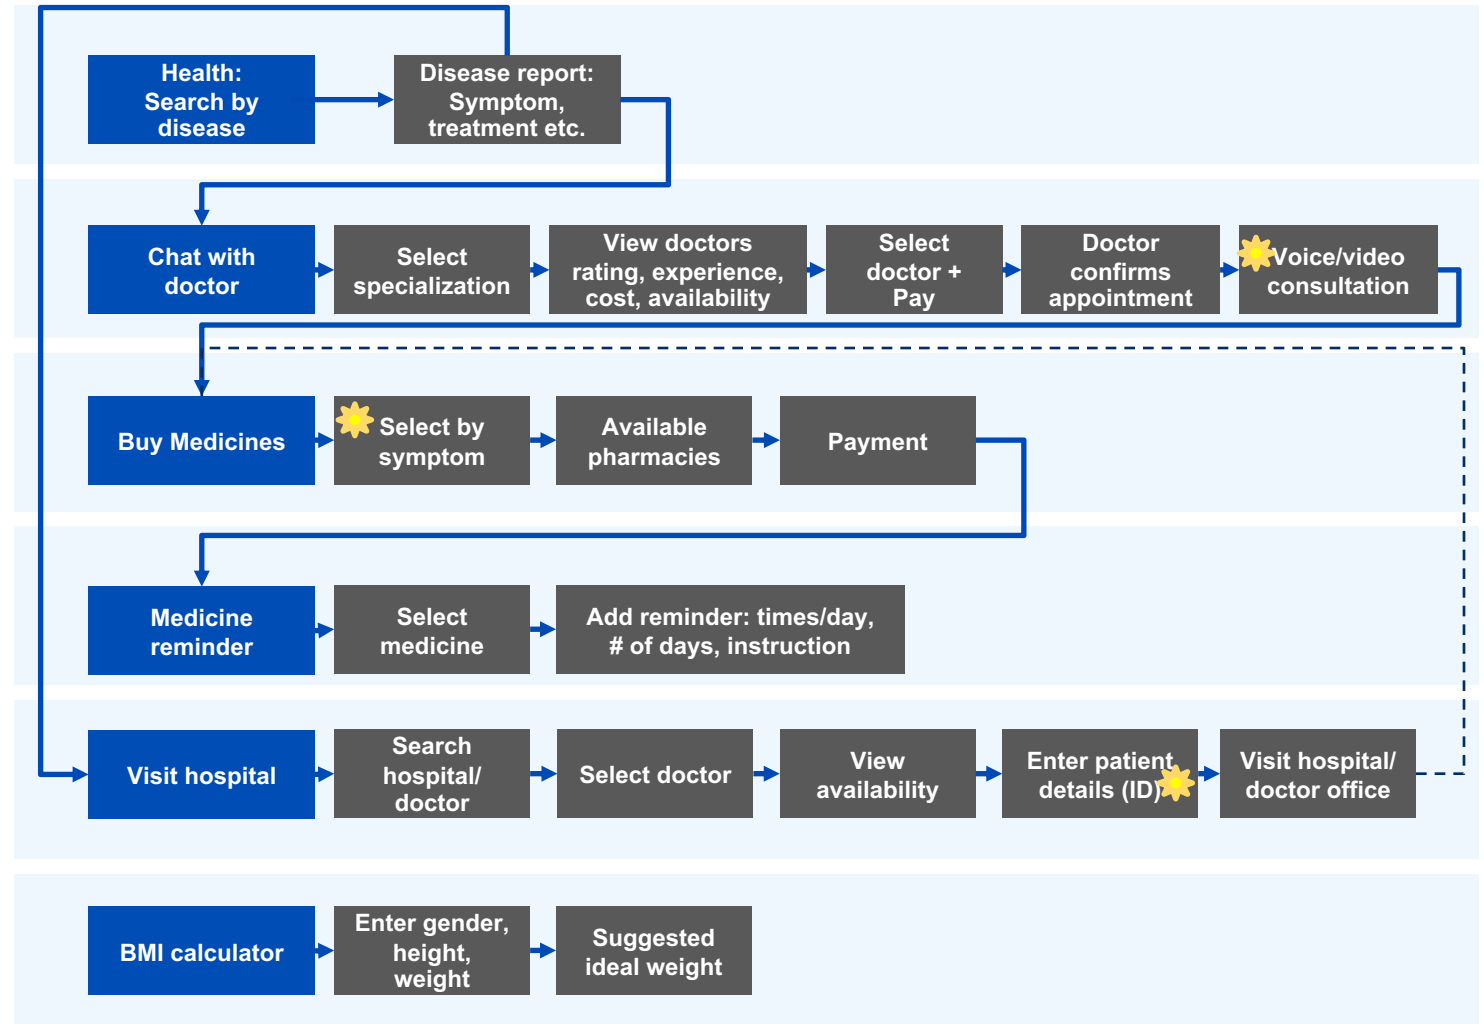 Health:
Search by
disease
Disease report:
Symptom,
treatment etc.
Chat with
doctor
Select
specialization
View doctors
rating, experience,
cost, availability
Select
doctor +
Pay
Doctor
confirms
appointment
Voice/video
consultation
Buy Medicines
Select by
symptom
Available
pharmacies
Payment
Medicine
reminder
Select
medicine
Add reminder: times/day,
# of days, instruction
Visit hospital
Search
hospital/
doctor
Select doctor
View
availability
Enter patient
details (ID)
Visit hospital/
doctor office
BMI calculator
Enter gender,
height,
weight
Suggested
ideal weight